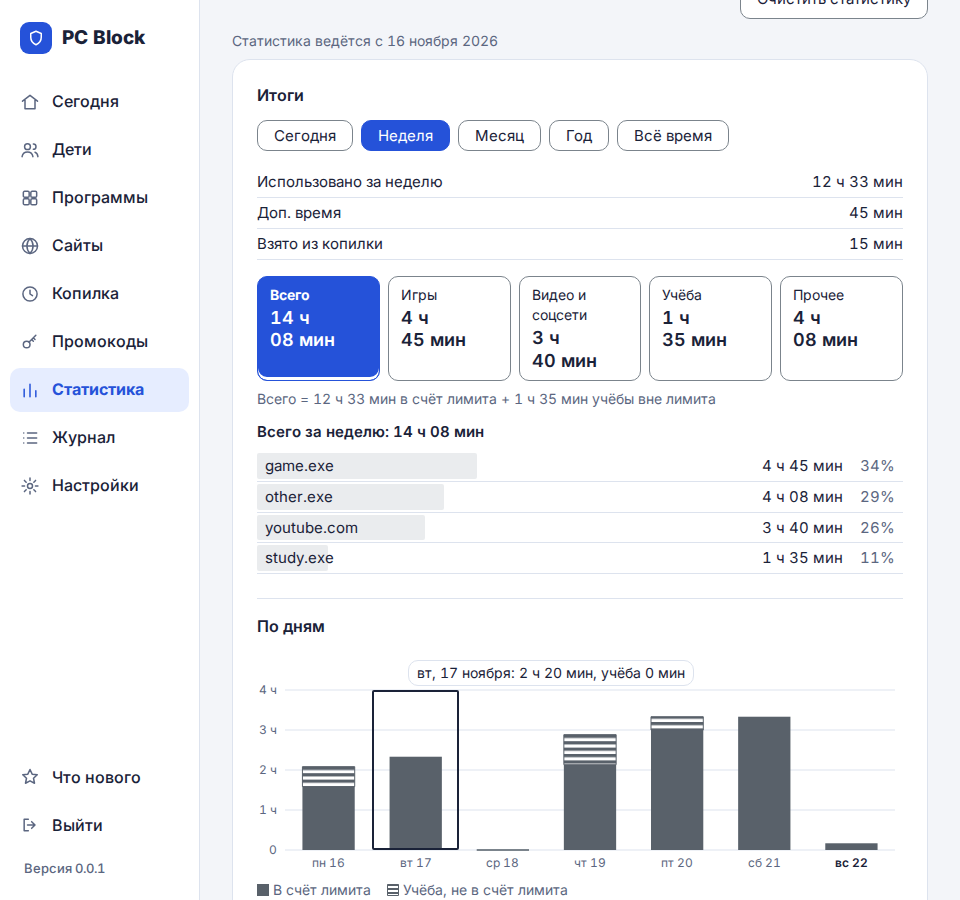 PC Block
Сегодня
Дети
Программы
Сайты
Копилка
Промокоды
Статистика
Журнал
Настройки
Что нового
Выйти
Версия 0.0.1
Очистить статистику
Статистика ведётся с 16 ноября 2026
Итоги
Сегодня Неделя Месяц Год Всё время
Использовано за неделю 12 ч 33 мин
Доп. время 45 мин
Взято из копилки 15 мин
Всего
14 ч
08 мин
Игры
4 ч
45 мин
Видео и
соцсети
3 ч
40 мин
Учёба
1 ч
35 мин
Прочее
4 ч
08 мин
Всего = 12 ч 33 мин в счёт лимита + 1 ч 35 мин учёбы вне лимита
Всего за неделю: 14 ч 08 мин
game.exe 4 ч 45 мин 34%
other.exe 4 ч 08 мин 29%
youtube.com 3 ч 40 мин 26%
study.exe 1 ч 35 мин 11%
По дням
вт, 17 ноября: 2 ч 20 мин, учёба 0 мин
4 ч
3 ч
2 ч
1 ч
0
пн 16 вт 17 ср 18 чт 19 пт 20 сб 21 вс 22
В счёт лимита Учёба, не в счёт лимита